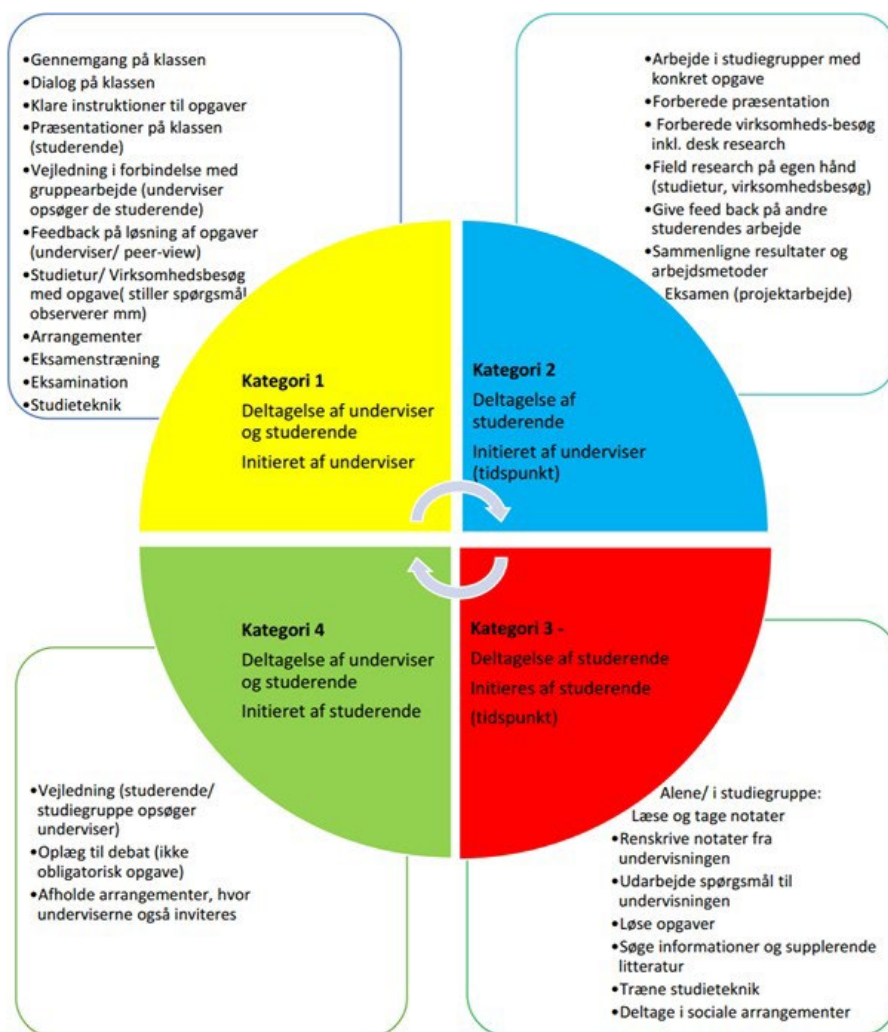 •Gennemgang på klassen
•Dialog på klassen
•Klare instruktioner til opgaver
•Præsentationer på klassen
(studerende)
•Vejledning i forbindelse med
gruppearbejde (underviser
opsøger de studerende)
•Feedback på løsning af opgaver
(underviser/ peer-view)
•Studietur/ Virksomhedsbesøg
med opgave( stiller spørgsmål
observerer mm)
•Arrangementer
•Eksamenstræning
•Eksamination
•Studieteknik
•Arbejde i studiegrupper med
konkret opgave
•Forberede præsentation
• Forberede virksomheds-besøg
inkl. desk research
•Field research på egen hånd
(studietur, virksomhedsbesøg)
•Give feed back på andre
studerendes arbejde
•Sammenligne resultater og
arbejdsmetoder
Eksamen (projektarbejde)
Kategori 1
Deltagelse af underviser
og studerende
Initieret af underviser
Kategori 2
Deltagelse af
studerende
Initieret af underviser
(tidspunkt)
Kategori 4
Deltagelse af underviser
og studerende
Initieret af studerende
Kategori 3 -
Deltagelse af studerende
Initieres af studerende
(tidspunkt)
•Vejledning (studerende/
studiegruppe opsøger
underviser)
•Oplæg til debat (ikke
obligatorisk opgave)
•Afholde arrangementer, hvor
underviserne også inviteres
Alene/ i studiegruppe:
Læse og tage notater
•Renskrive notater fra
undervisningen
•Udarbejde spørgsmål til
undervisningen
•Løse opgaver
•Søge informationer og supplerende
litteratur
•Træne studieteknik
•Deltage i sociale arrangementer